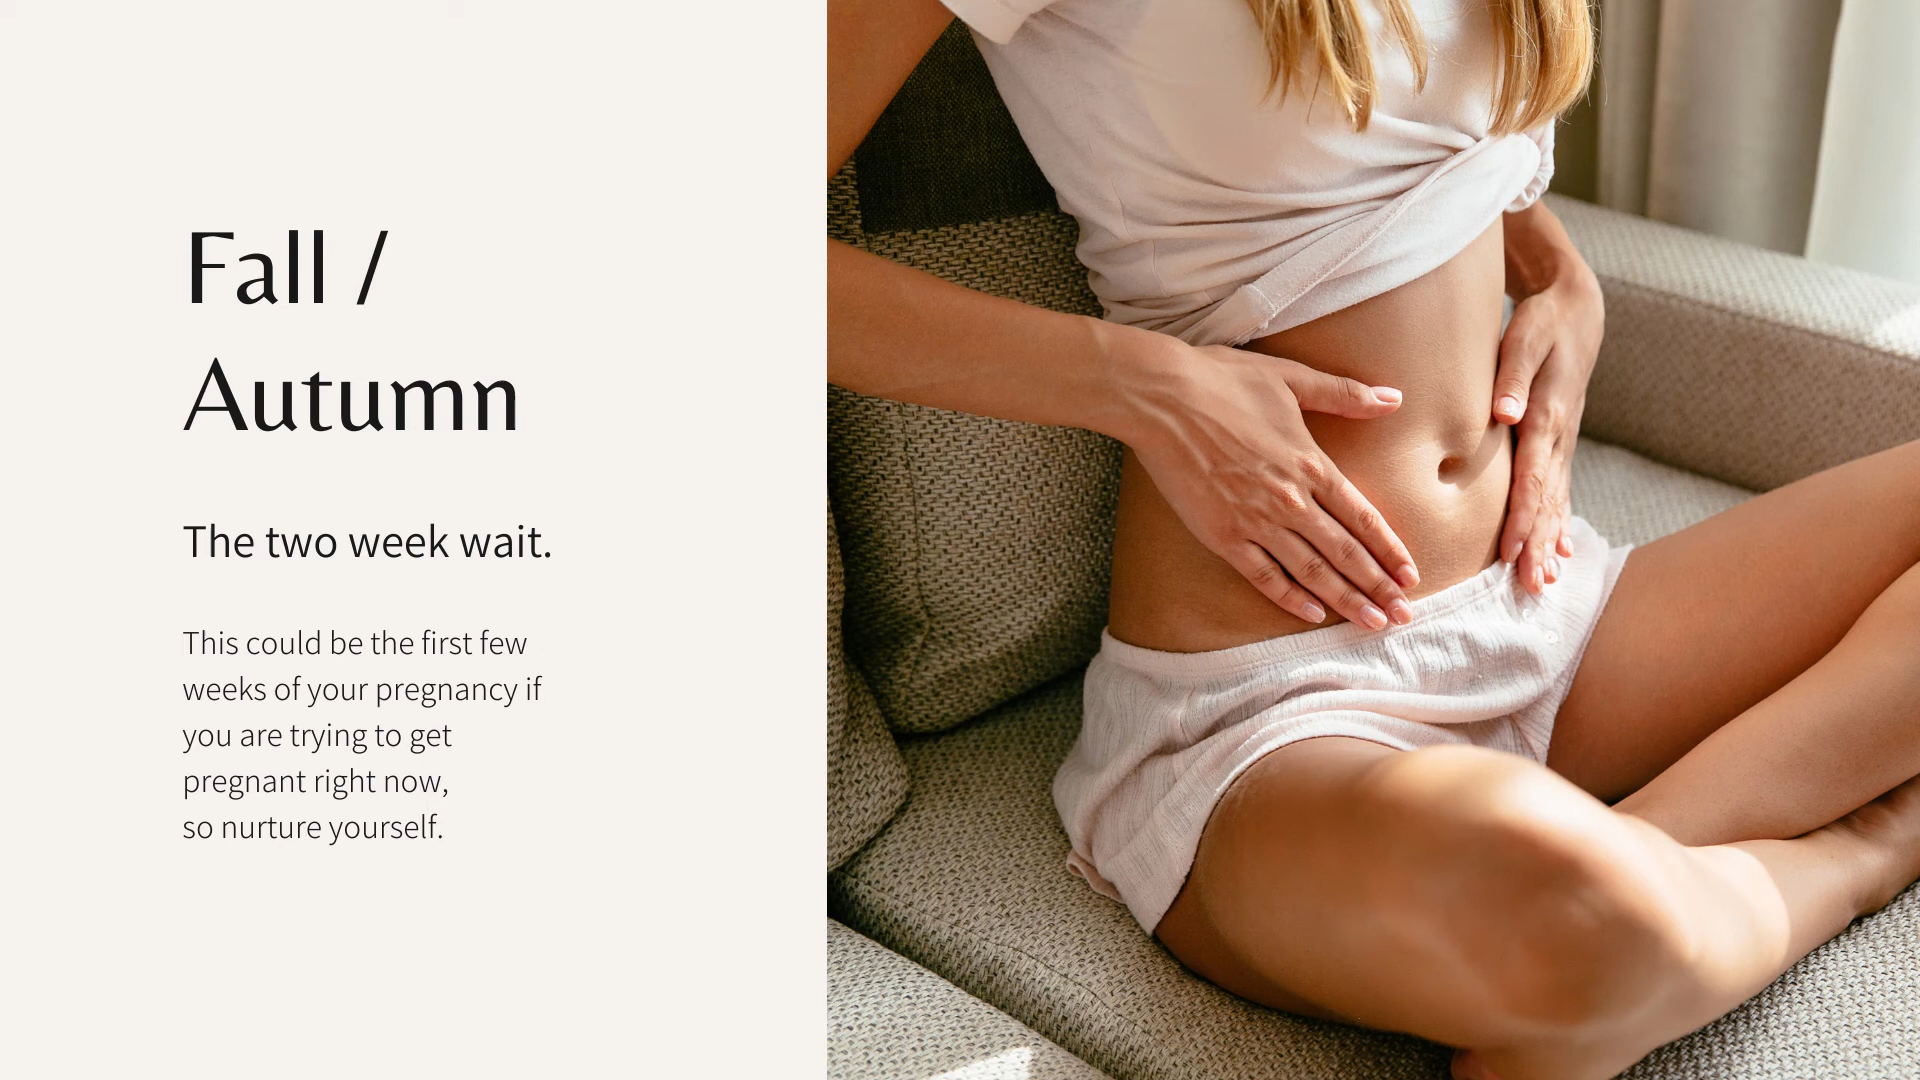 Fall /
Autumn
The two week wait.
This could be the first few
weeks of your pregnancy if
you are trying to get
pregnant right now,
so nurture yourself.